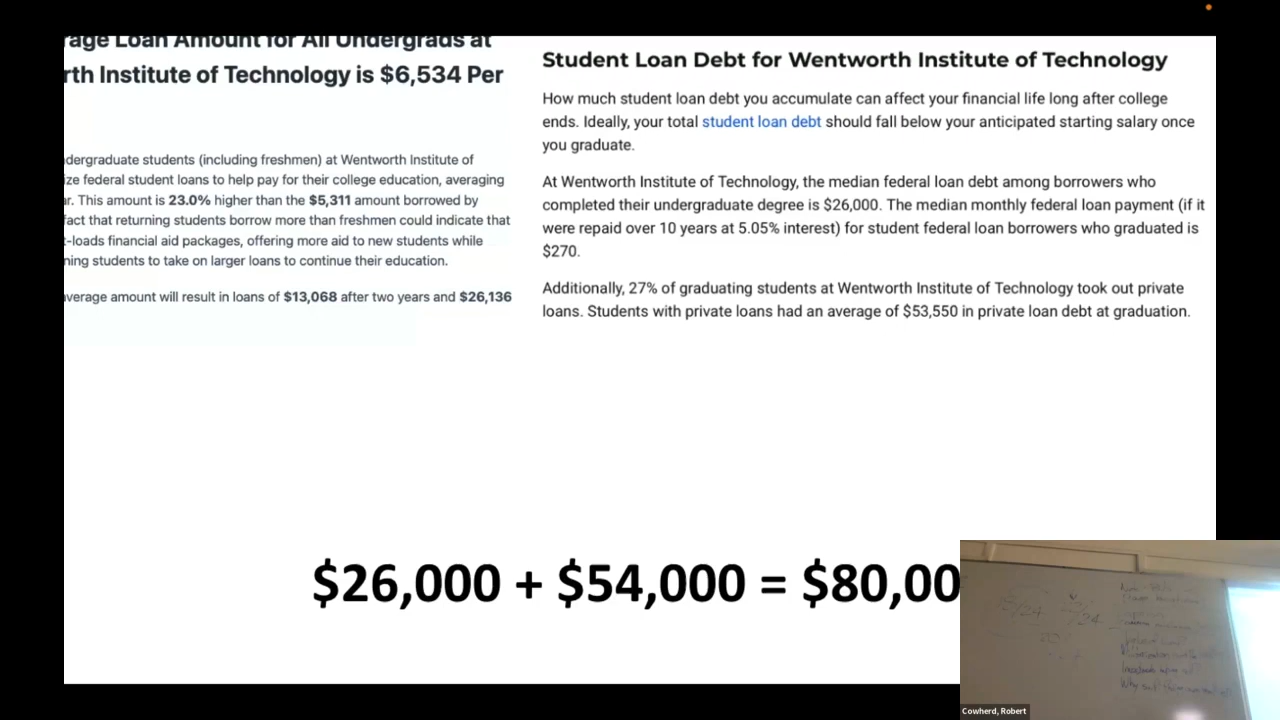 rage Loan Amount for All Undergrads at
rth Institute of Technology is $6,534 Per
dergraduate students (including freshmen) at Wentworth Institute of
ize federal student loans to help pay for their college education, averaging
ar. This amount is 23.0% higher than the $5,311 amount borrowed by
fact that returning students borrow more than freshmen could indicate that
t-loads financial aid packages, offering more aid to new students while
ning students to take on larger loans to continue their education.
average amount will result in loans of $13,068 after two years and $26,136
Student Loan Debt for Wentworth Institute of Technology
How much student loan debt you accumulate can affect your financial life long after college
ends. Ideally, your total student loan debt should fall below your anticipated starting salary once
you graduate.
At Wentworth Institute of Technology, the median federal loan debt among borrowers who
completed their undergraduate degree is $26,000. The median monthly federal loan payment (if it
were repaid over 10 years at 5.05% interest) for student federal loan borrowers who graduated is
$270.
Additionally, 27% of graduating students at Wentworth Institute of Technology took out private
loans. Students with private loans had an average of $53,550 in private loan debt at graduation.
$26,000 + $54,000 = $80,00
Cowherd, Robert